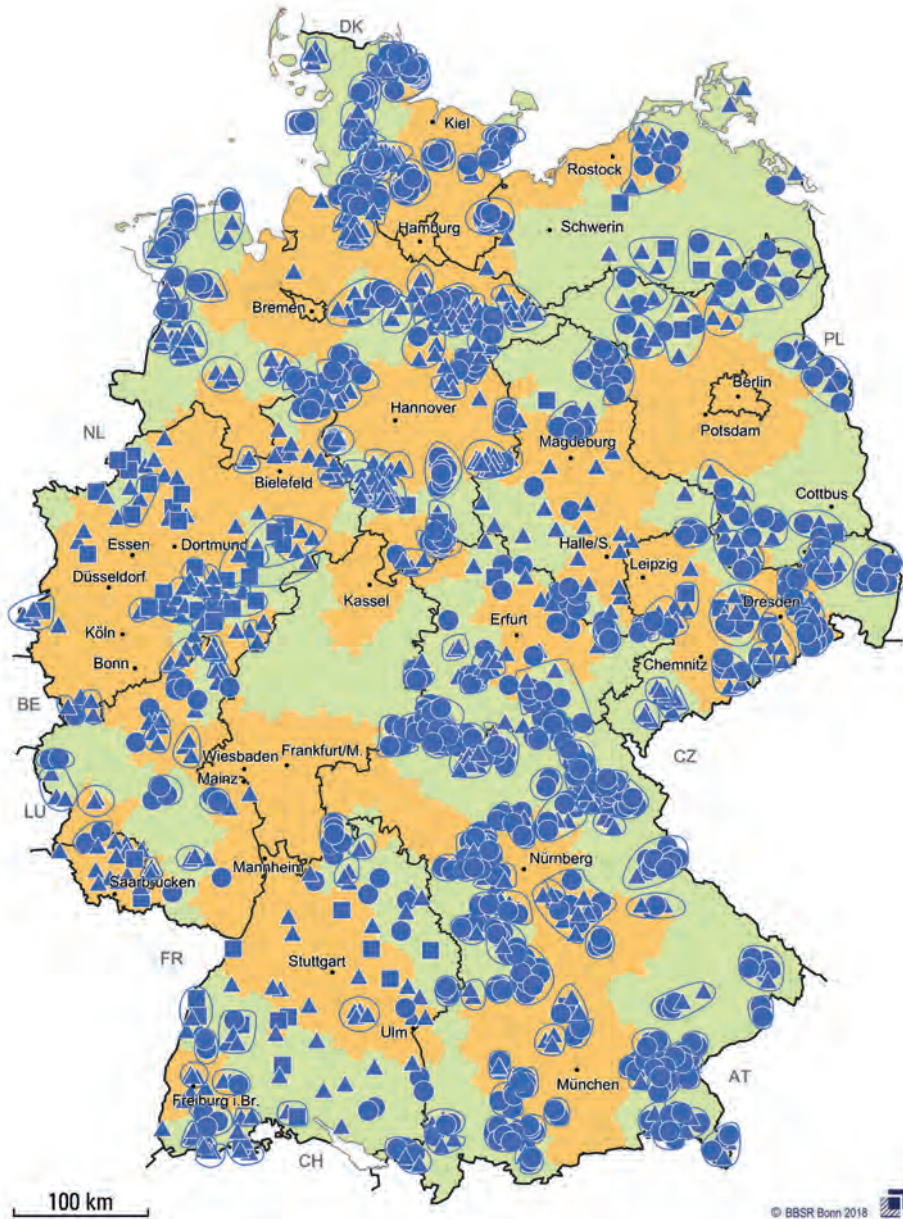 DK
Kiel
Rostock
Schwerin
Hamburg
Bremen
PL
Berlin
Hannover
Potsdam
NL
Magdeburg
Bielefeld
Cottbus
Essen
Dortmund
Halle/S.
Leipzig
Düsseldorf
Kassel
Dresden
Köln
Erfurt
Bonn
Chemnitz
BE
CZ
Wiesbaden
Frankfurt/M.
Mainz
LU
Mannheim
Nürnberg
Saarbrücken
FR
Stuttgart
Ulm
München
AT
Freiburg i.Br.
CH
100 km
© BBSR Bonn 2018